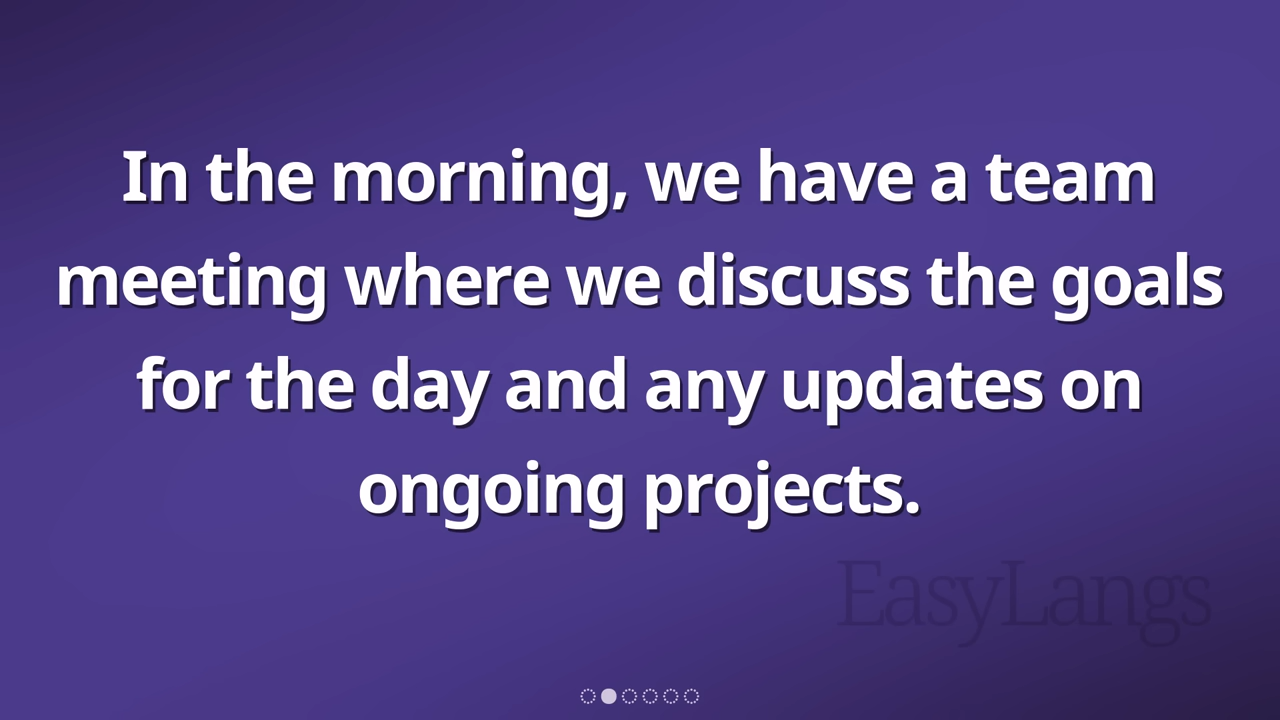 In the morning, we have a team
meeting where we discuss the goals
for the day and any updates on
ongoing projects.
EasyLangs